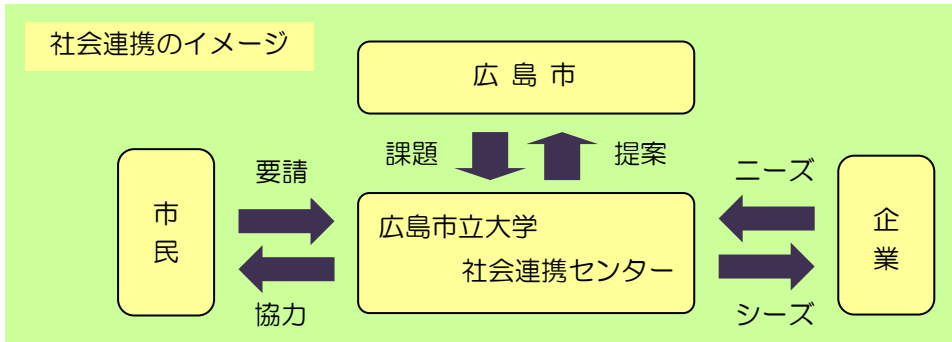 社会連携のイメージ
広島市
課題
提案
市民
要請
協力
広島市立大学
社会連携センター
ニーズ
シーズ
企業